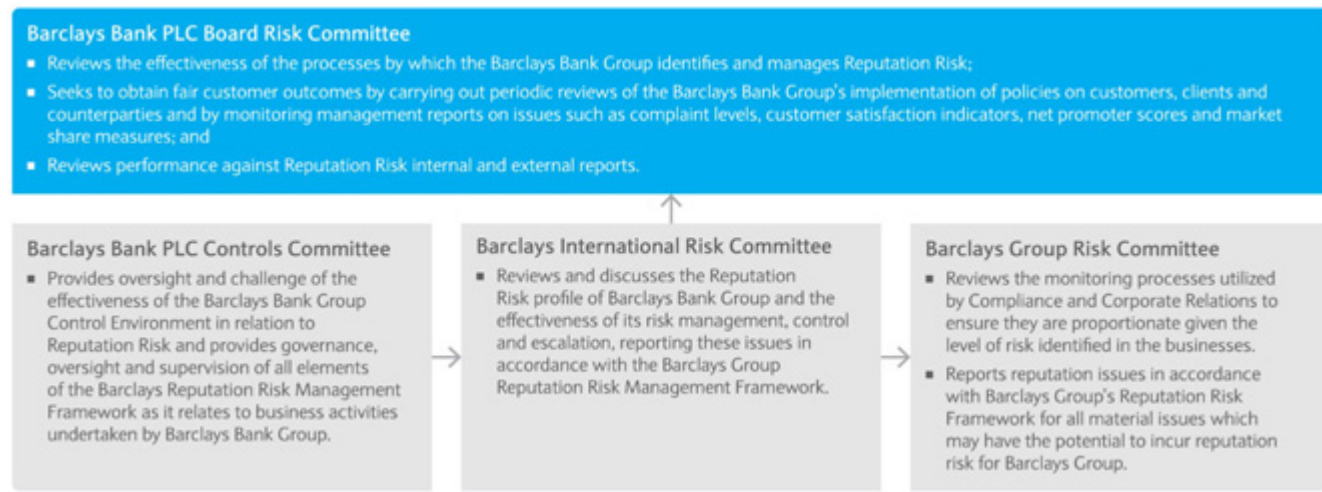 Barclays Bank PLC Board Risk Committee
▪ Reviews the effectiveness of the processes by which the Barclays Bank Group identifies and manages Reputation Risk;
▪ Seeks to obtain fair customer outcomes by carrying out periodic reviews of the Barclays Bank Group's implementation of policies on customers, clients and
counterparties and by monitoring management reports on issues such as complaint levels, customer satisfaction indicators, net promoter scores and market
share measures; and
▪ Reviews performance against Reputation Risk internal and external reports.
Barclays Bank PLC Controls Committee
▪ Provides oversight and challenge of the
effectiveness of the Barclays Bank Group
Control Environment in relation to
Reputation Risk and provides governance,
oversight and supervision of all elements
of the Barclays Reputation Risk Management
Framework as it relates to business activities
undertaken by Barclays Bank Group.
Barclays International Risk Committee
▪ Reviews and discusses the Reputation
Risk profile of Barclays Bank Group and the
effectiveness of its risk management, control
and escalation, reporting these issues in
accordance with the Barclays Group
Reputation Risk Management Framework.
Barclays Group Risk Committee
▪ Reviews the monitoring processes utilized
by Compliance and Corporate Relations to
ensure they are proportionate given the
level of risk identified in the businesses.
▪ Reports reputation issues in accordance
with Barclays Group's Reputation Risk
Framework for all material issues which
may have the potential to incur reputation
risk for Barclays Group.